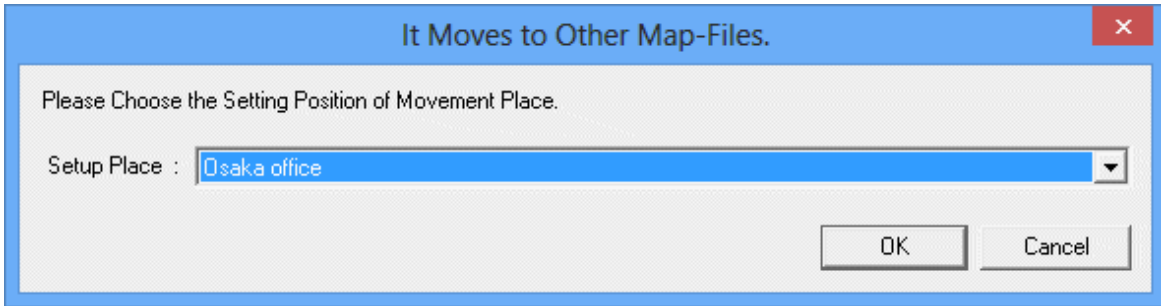 It Moves to Other Map-Files.
Please Choose the Setting Position of Movement Place.
Setup Place : Osaka office
OK Cancel